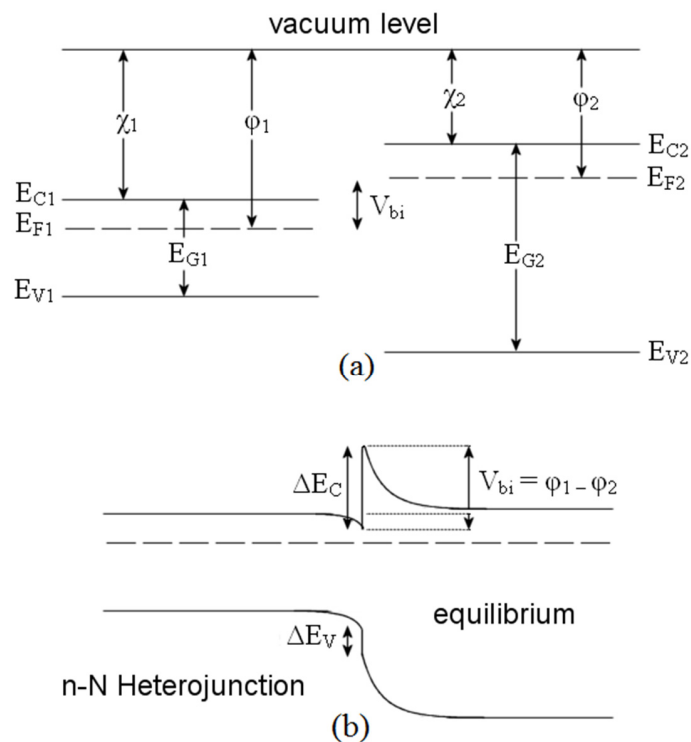 vacuum level
χ1 φ1 χ2 φ2
EC1 EC2
EF1 EF2
Vbi
EG1 EG2
EV1
EV2
(a)
ΔEC Vbi = φ1 – φ2
equilibrium
ΔEV
n-N Heterojunction
(b)